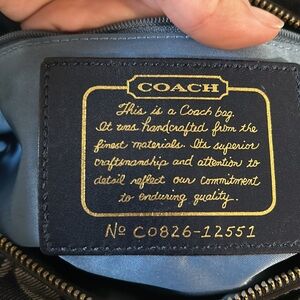 COACH
This is a Coach bag.
It was handcrafted from the
finest materials. Its superior
craftsmanship and attention to
detail reflect our commitment
to enduring quality.
No C0826-12551